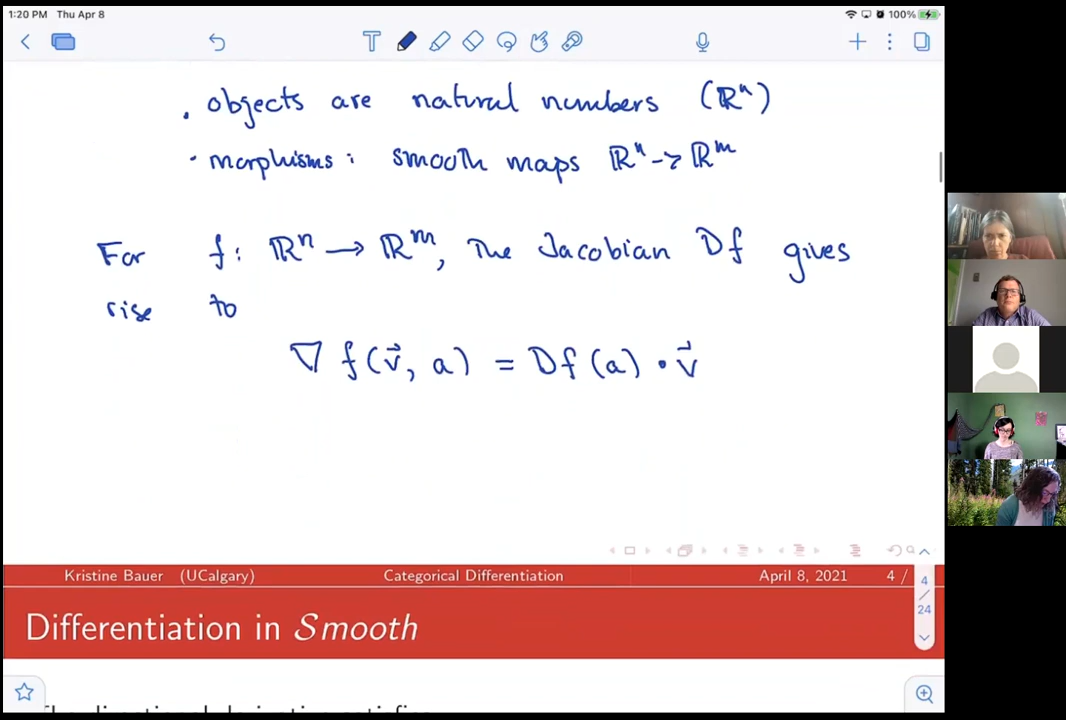 1:20 PM Thu Apr 8
100%
. objects are natural numbers (ℝⁿ)
· morphisms: smooth maps ℝⁿ → ℝᵐ
For f: ℝⁿ → ℝᵐ, the Jacobian Df gives
rise to
∇ f(v⃗, a) = Df(a) · v⃗
Kristine Bauer (UCalgary) Categorical Differentiation April 8, 2021 4 /
4 / 24
Differentiation in Smooth